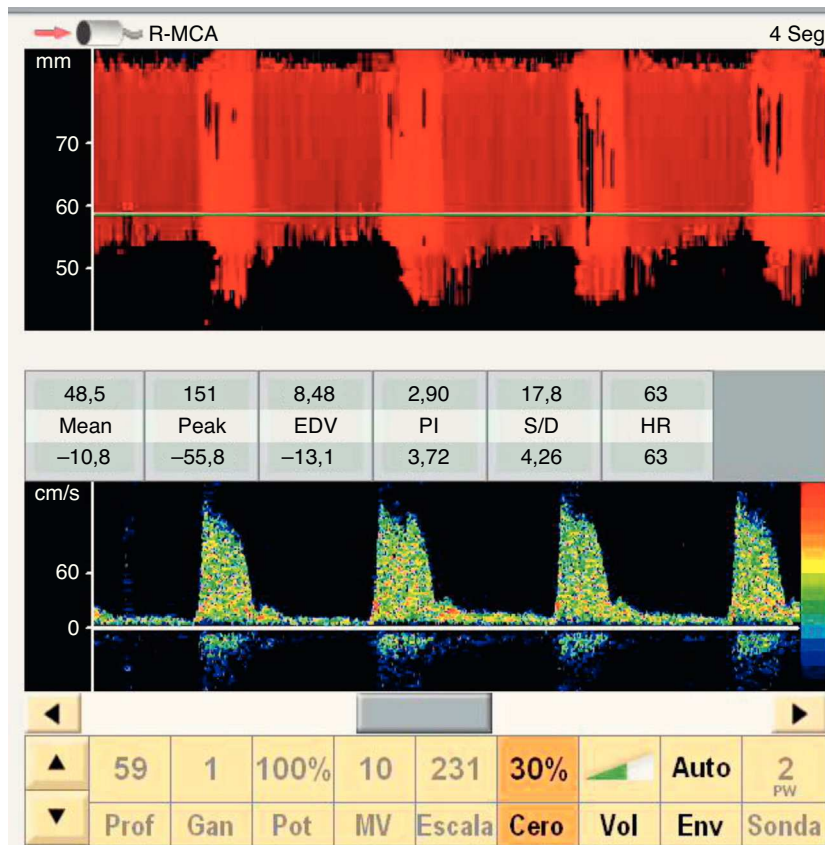 R-MCA 4 Seg
mm
70
60
50
48,5 151 8,48 2,90 17,8 63
Mean Peak EDV PI S/D HR
–10,8 –55,8 –13,1 3,72 4,26 63
cm/s
60
0
59 1 100% 10 231 30% Auto 2
PW
Prof Gan Pot MV Escala Cero Vol Env Sonda